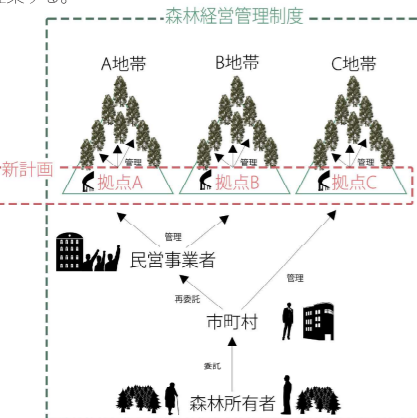 森林経営管理制度
A地帯 B地帯 C地帯
管理 管理 管理
新計画
拠点A 拠点B 拠点C
管理
民営事業者
管理
再委託
市町村
委託
森林所有者